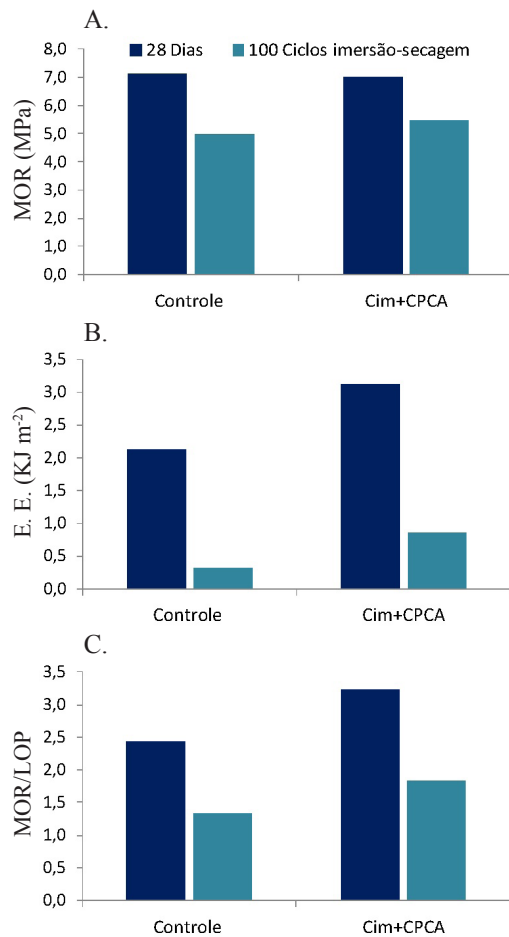 A.
28 Dias 100 Ciclos imersão-secagem
MOR (MPa)
8,0
7,0
6,0
5,0
4,0
3,0
2,0
1,0
0,0
Controle Cim+CPCA
B.
E. E. (KJ m⁻²)
3,5
3,0
2,5
2,0
1,5
1,0
0,5
0,0
Controle Cim+CPCA
C.
MOR/LOP
3,5
3,0
2,5
2,0
1,5
1,0
0,5
0,0
Controle Cim+CPCA